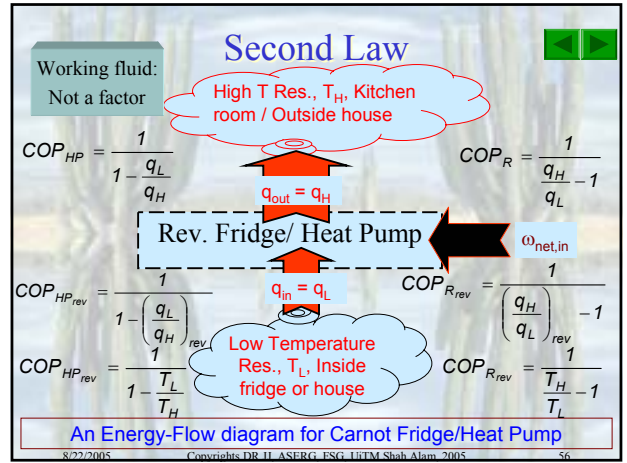 Second Law
Working fluid:
Not a factor
High T Res., T_H, Kitchen
room / Outside house
COP_HP = 1 / (1 - q_L / q_H)
COP_R = 1 / (q_H / q_L - 1)
q_out = q_H
Rev. Fridge/ Heat Pump
ω_net,in
q_in = q_L
COP_HP_rev = 1 / (1 - (q_L / q_H)_rev)
COP_R_rev = 1 / ((q_H / q_L)_rev - 1)
Low Temperature
Res., T_L, Inside
fridge or house
COP_HP_rev = 1 / (1 - T_L / T_H)
COP_R_rev = 1 / (T_H / T_L - 1)
An Energy-Flow diagram for Carnot Fridge/Heat Pump
8/22/2005 Copyrights DR JJ, ASERG, FSG, UiTM Shah Alam, 2005 56